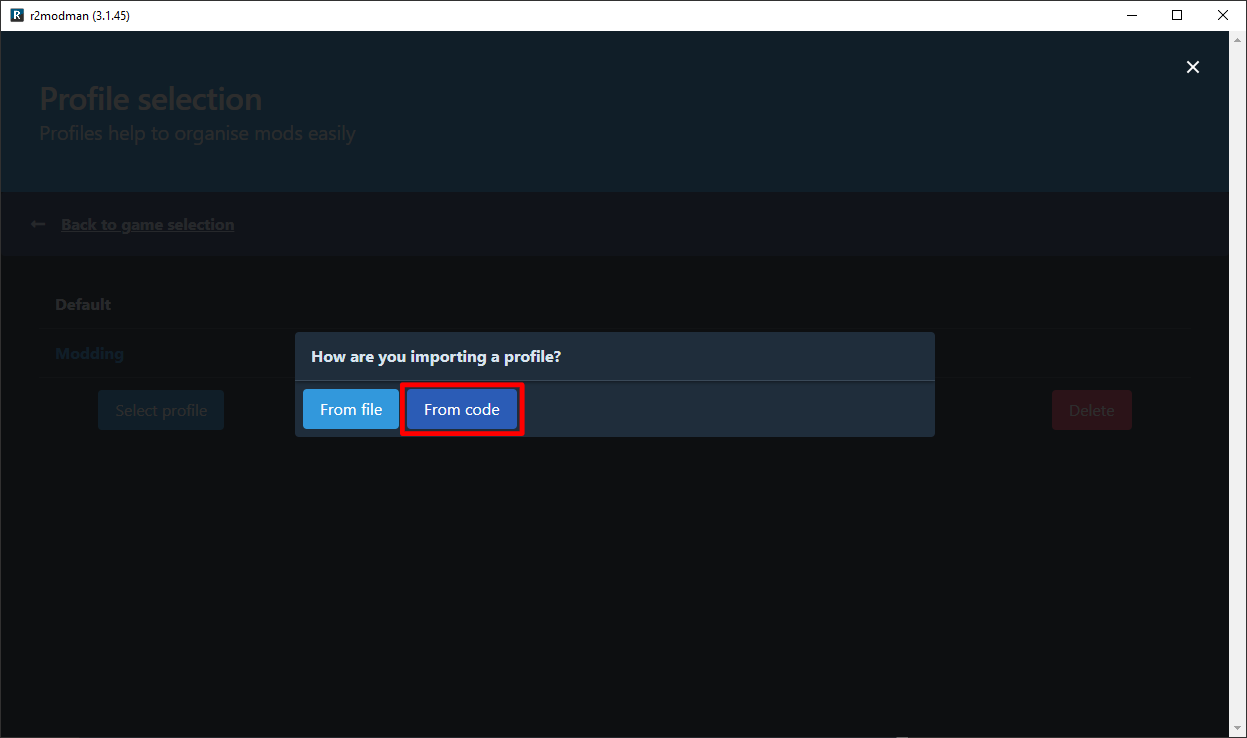 R r2modman (3.1.45)
Profile selection
Profiles help to organise mods easily
Back to game selection
Default
Modding
How are you importing a profile?
Select profile
From file
From code
Delete